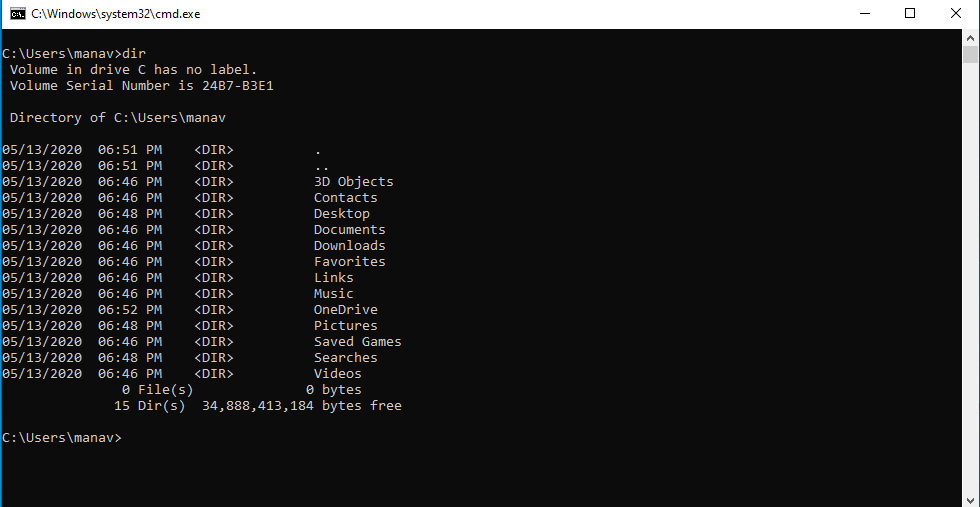 C:\Windows\system32\cmd.exe
C:\Users\manav>dir
 Volume in drive C has no label.
 Volume Serial Number is 24B7-B3E1

 Directory of C:\Users\manav

05/13/2020  06:51 PM    <DIR>          .
05/13/2020  06:51 PM    <DIR>          ..
05/13/2020  06:46 PM    <DIR>          3D Objects
05/13/2020  06:46 PM    <DIR>          Contacts
05/13/2020  06:48 PM    <DIR>          Desktop
05/13/2020  06:46 PM    <DIR>          Documents
05/13/2020  06:46 PM    <DIR>          Downloads
05/13/2020  06:46 PM    <DIR>          Favorites
05/13/2020  06:46 PM    <DIR>          Links
05/13/2020  06:46 PM    <DIR>          Music
05/13/2020  06:52 PM    <DIR>          OneDrive
05/13/2020  06:48 PM    <DIR>          Pictures
05/13/2020  06:46 PM    <DIR>          Saved Games
05/13/2020  06:48 PM    <DIR>          Searches
05/13/2020  06:46 PM    <DIR>          Videos
               0 File(s)              0 bytes
              15 Dir(s)  34,888,413,184 bytes free

C:\Users\manav>